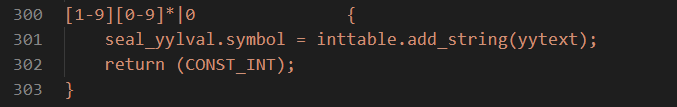 300 [1-9][0-9]*|0 {
301 seal_yylval.symbol = inttable.add_string(yytext);
302 return (CONST_INT);
303 }